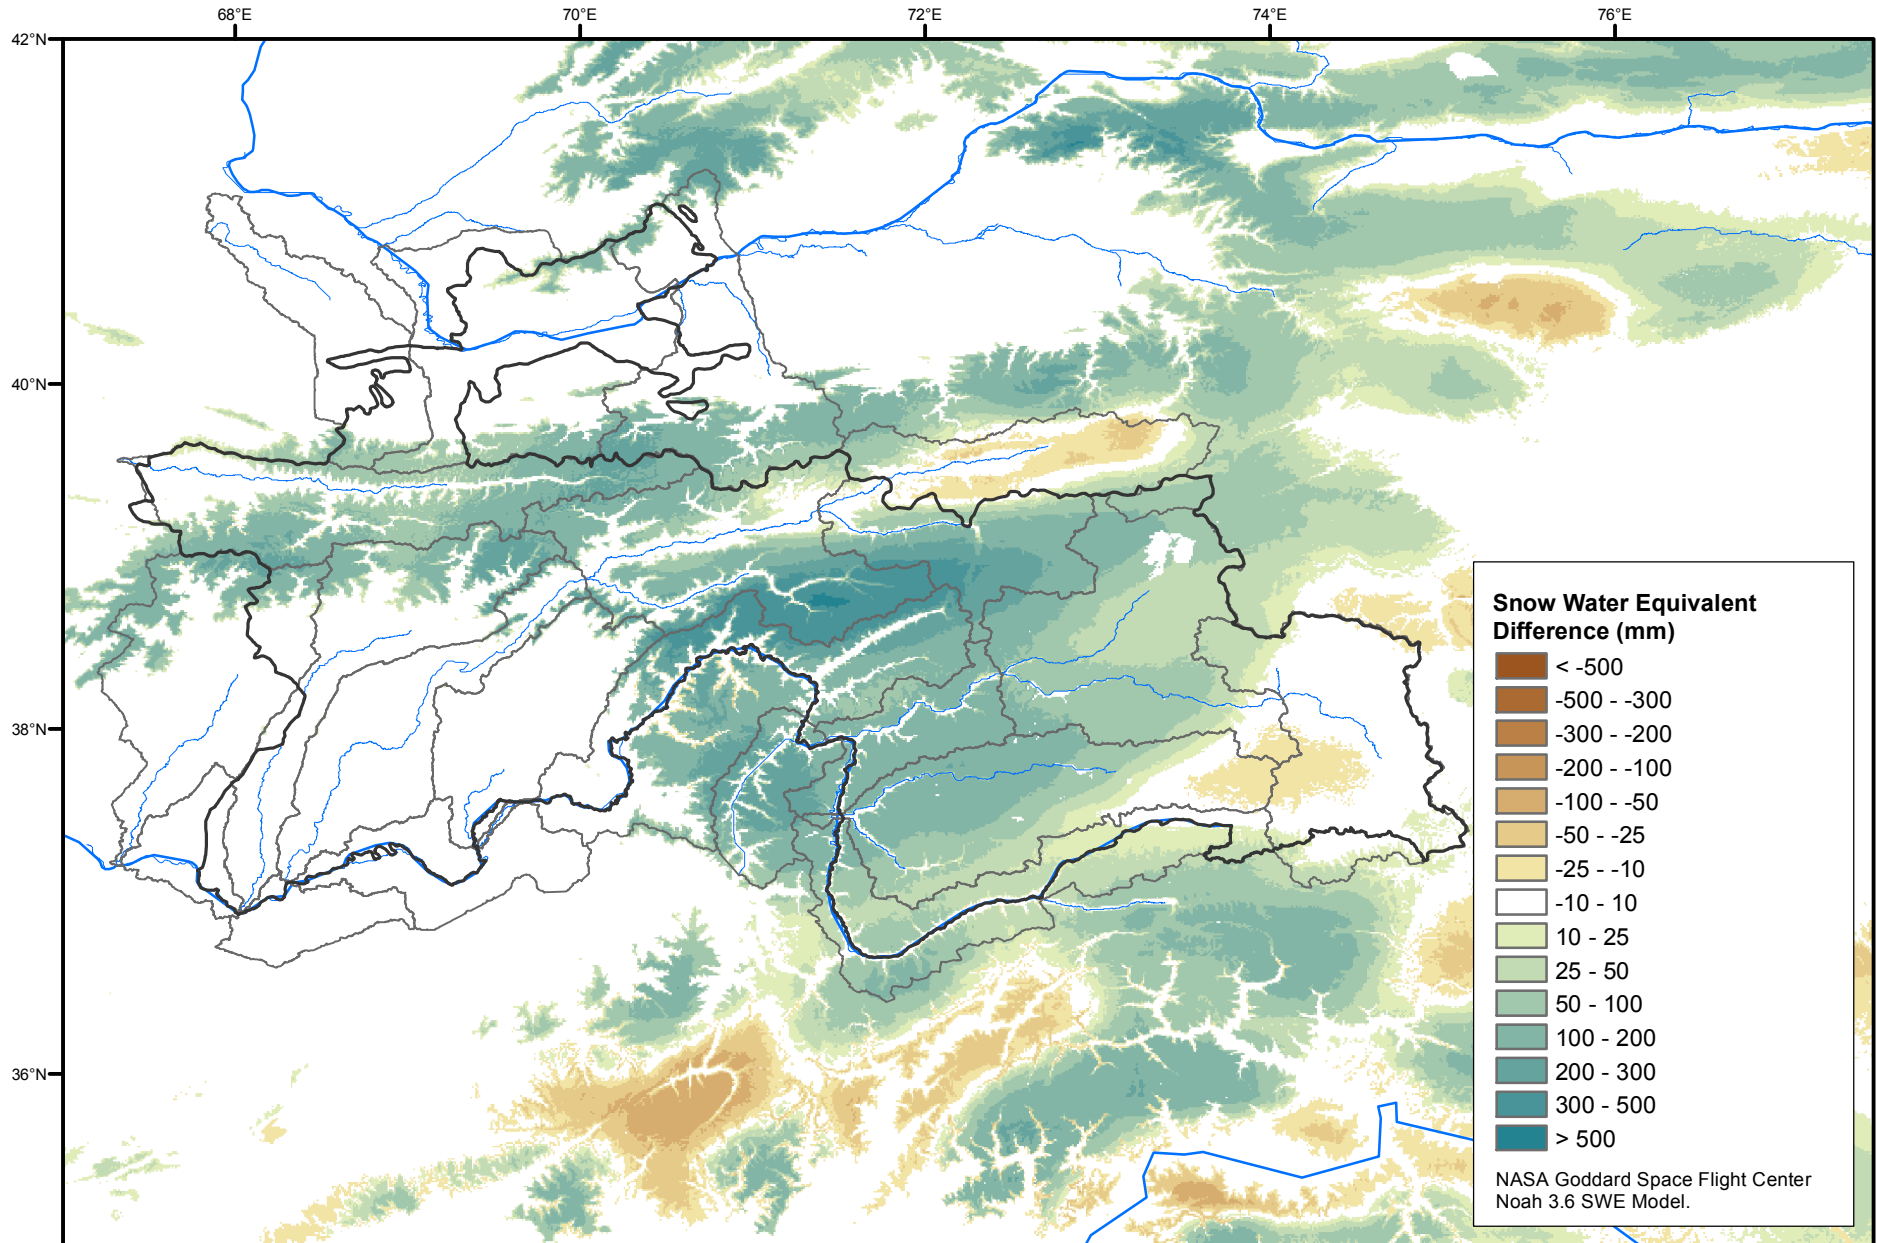 68°E
70°E
72°E
74°E
76°E
42°N
40°N
38°N
36°N
Snow Water Equivalent
Difference (mm)
< -500
-500 - -300
-300 - -200
-200 - -100
-100 - -50
-50 - -25
-25 - -10
-10 - 10
10 - 25
25 - 50
50 - 100
100 - 200
200 - 300
300 - 500
> 500
NASA Goddard Space Flight Center
Noah 3.6 SWE Model.